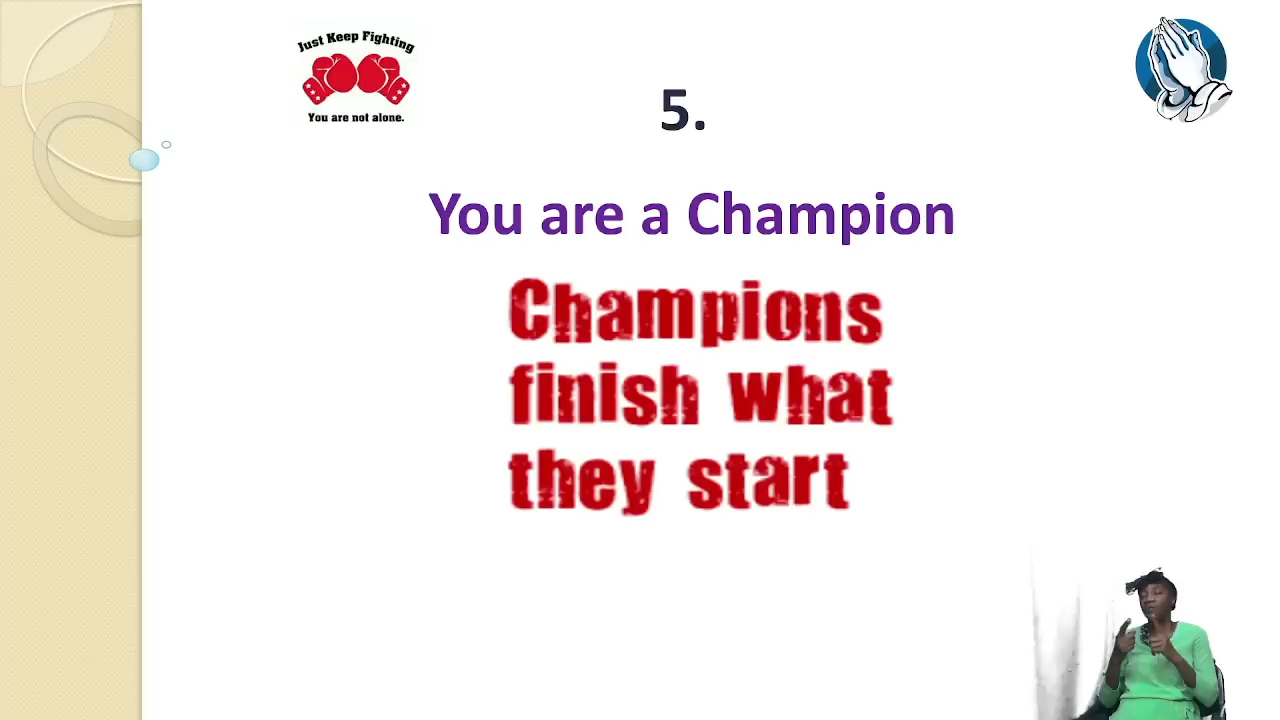 Just Keep Fighting
You are not alone.
5.
You are a Champion
Champions
finish what
they start